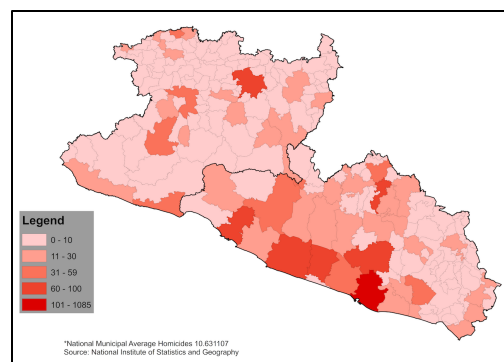 Legend
0 - 10
11 - 30
31 - 59
60 - 100
101 - 1085
*National Municipal Average Homicides 10.631107
Source: National Institute of Statistics and Geography